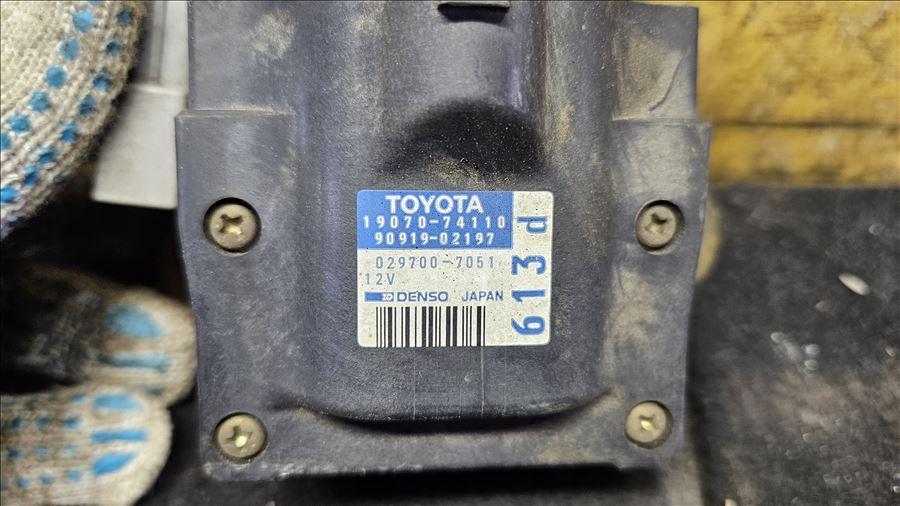 TOYOTA
19070-74110
90919-02197
029700-7051
12V
DENSO JAPAN
613d